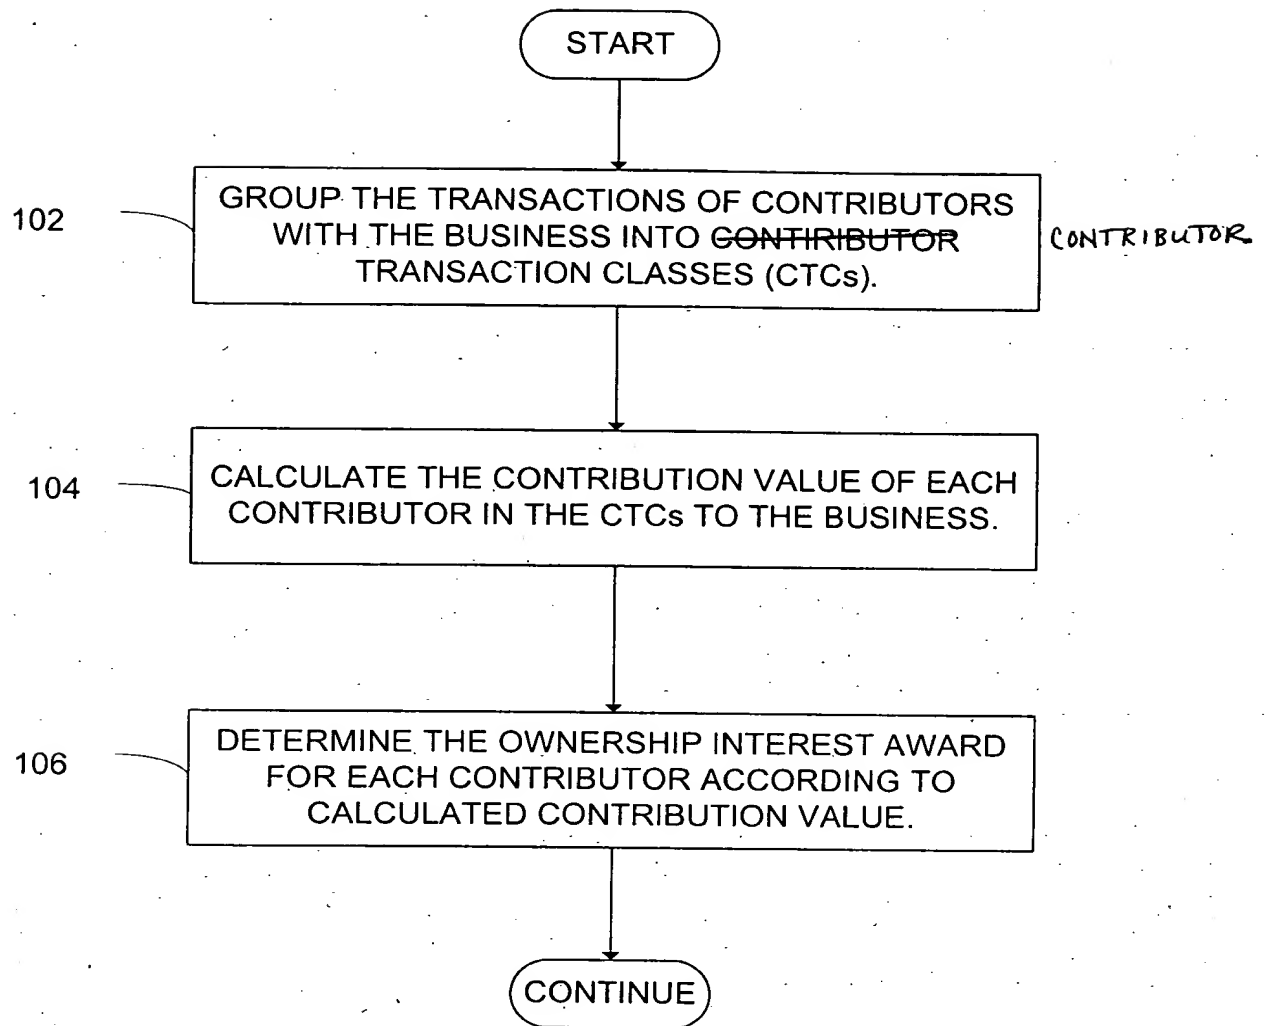 START
102
GROUP THE TRANSACTIONS OF CONTRIBUTORS
WITH THE BUSINESS INTO CONTIRIBUTOR CONTRIBUTOR
TRANSACTION CLASSES (CTCs).
104
CALCULATE THE CONTRIBUTION VALUE OF EACH
CONTRIBUTOR IN THE CTCs TO THE BUSINESS.
106
DETERMINE THE OWNERSHIP INTEREST AWARD
FOR EACH CONTRIBUTOR ACCORDING TO
CALCULATED CONTRIBUTION VALUE.
CONTINUE